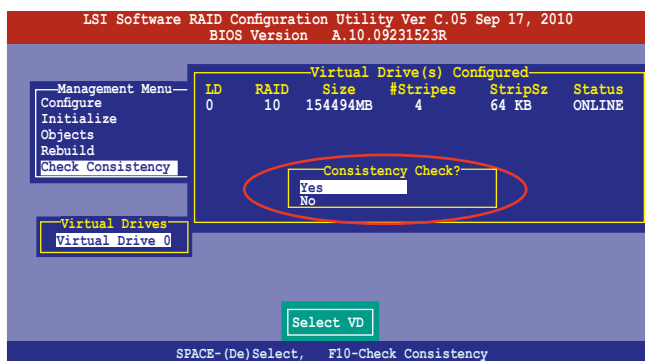 LSI Software RAID Configuration Utility Ver C.05 Sep 17, 2010
BIOS Version A.10.09231523R
Virtual Drive(s) Configured
LD RAID Size #Stripes StripSz Status
0 10 154494MB 4 64 KB ONLINE
Management Menu
Configure
Initialize
Objects
Rebuild
Check Consistency
Consistency Check?
Yes
No
Virtual Drives
Virtual Drive 0
Select VD
SPACE-(De)Select, F10-Check Consistency